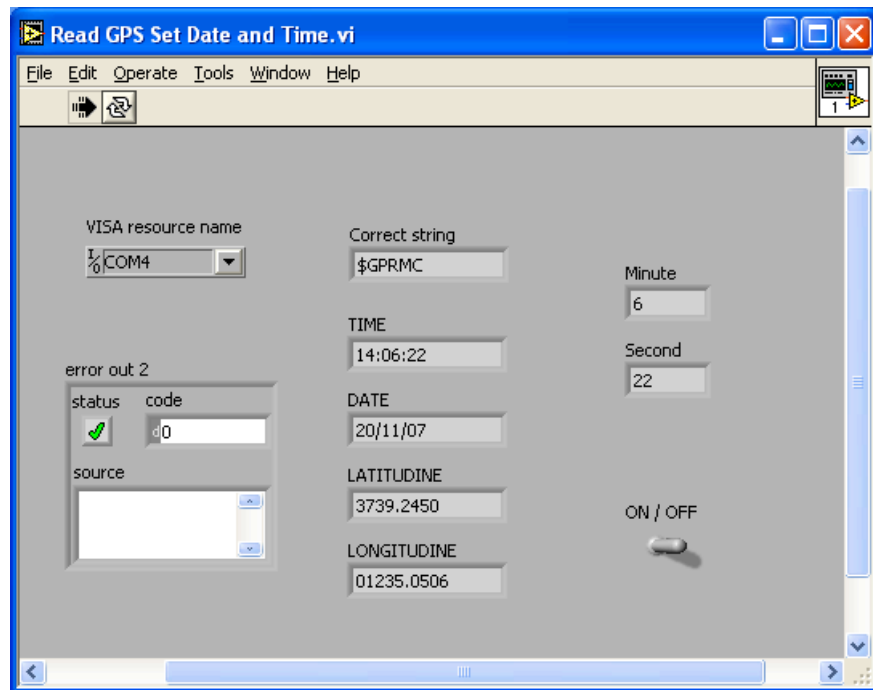 Read GPS Set Date and Time.vi
File Edit Operate Tools Window Help
1
VISA resource name
I/O COM4
Correct string
$GPRMC
Minute
6
TIME
14:06:22
Second
22
error out 2
status code
d0
DATE
20/11/07
source
LATITUDINE
3739.2450
ON / OFF
LONGITUDINE
01235.0506